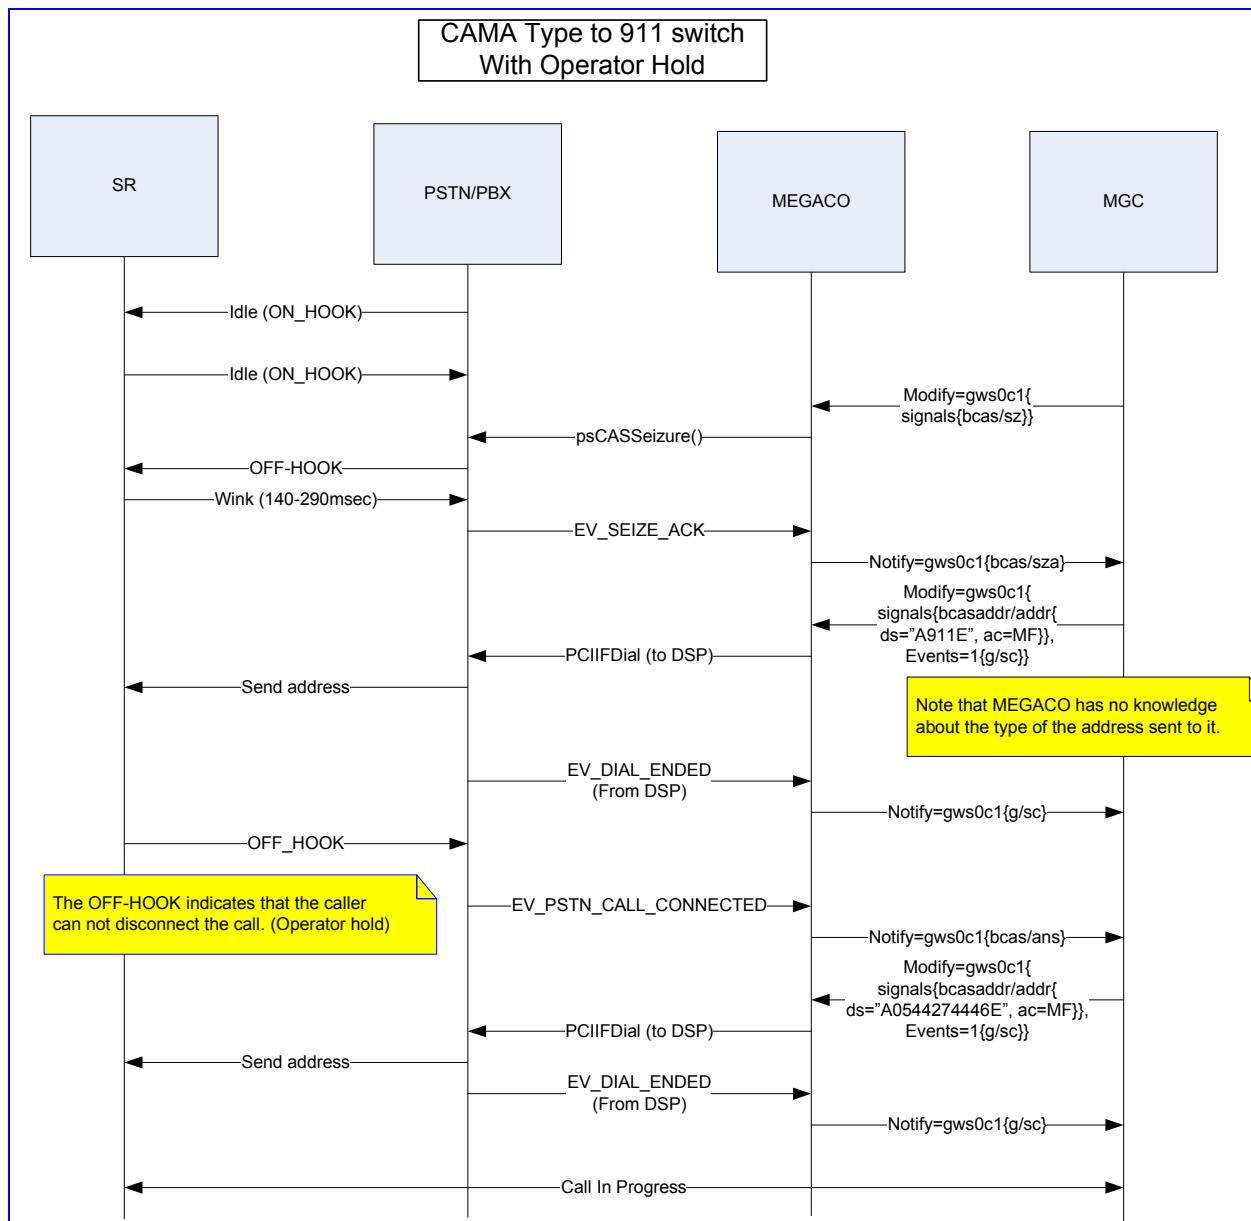 CAMA Type to 911 switch
With Operator Hold
SR
PSTN/PBX
MEGACO
MGC
Idle (ON_HOOK)
Idle (ON_HOOK)
Modify=gws0c1{
signals{bcas/sz}}
psCASSeizure()
OFF-HOOK
Wink (140-290msec)
EV_SEIZE_ACK
Notify=gws0c1{bcas/sza}
Modify=gws0c1{
signals{bcasaddr/addr{
ds=”A911E”, ac=MF}},
Events=1{g/sc}}
PCIIFDial (to DSP)
Send address
Note that MEGACO has no knowledge
about the type of the address sent to it.
EV_DIAL_ENDED
(From DSP)
Notify=gws0c1{g/sc}
OFF_HOOK
The OFF-HOOK indicates that the caller
can not disconnect the call. (Operator hold)
EV_PSTN_CALL_CONNECTED
Notify=gws0c1{bcas/ans}
Modify=gws0c1{
signals{bcasaddr/addr{
ds=”A0544274446E”, ac=MF}},
Events=1{g/sc}}
PCIIFDial (to DSP)
Send address
EV_DIAL_ENDED
(From DSP)
Notify=gws0c1{g/sc}
Call In Progress